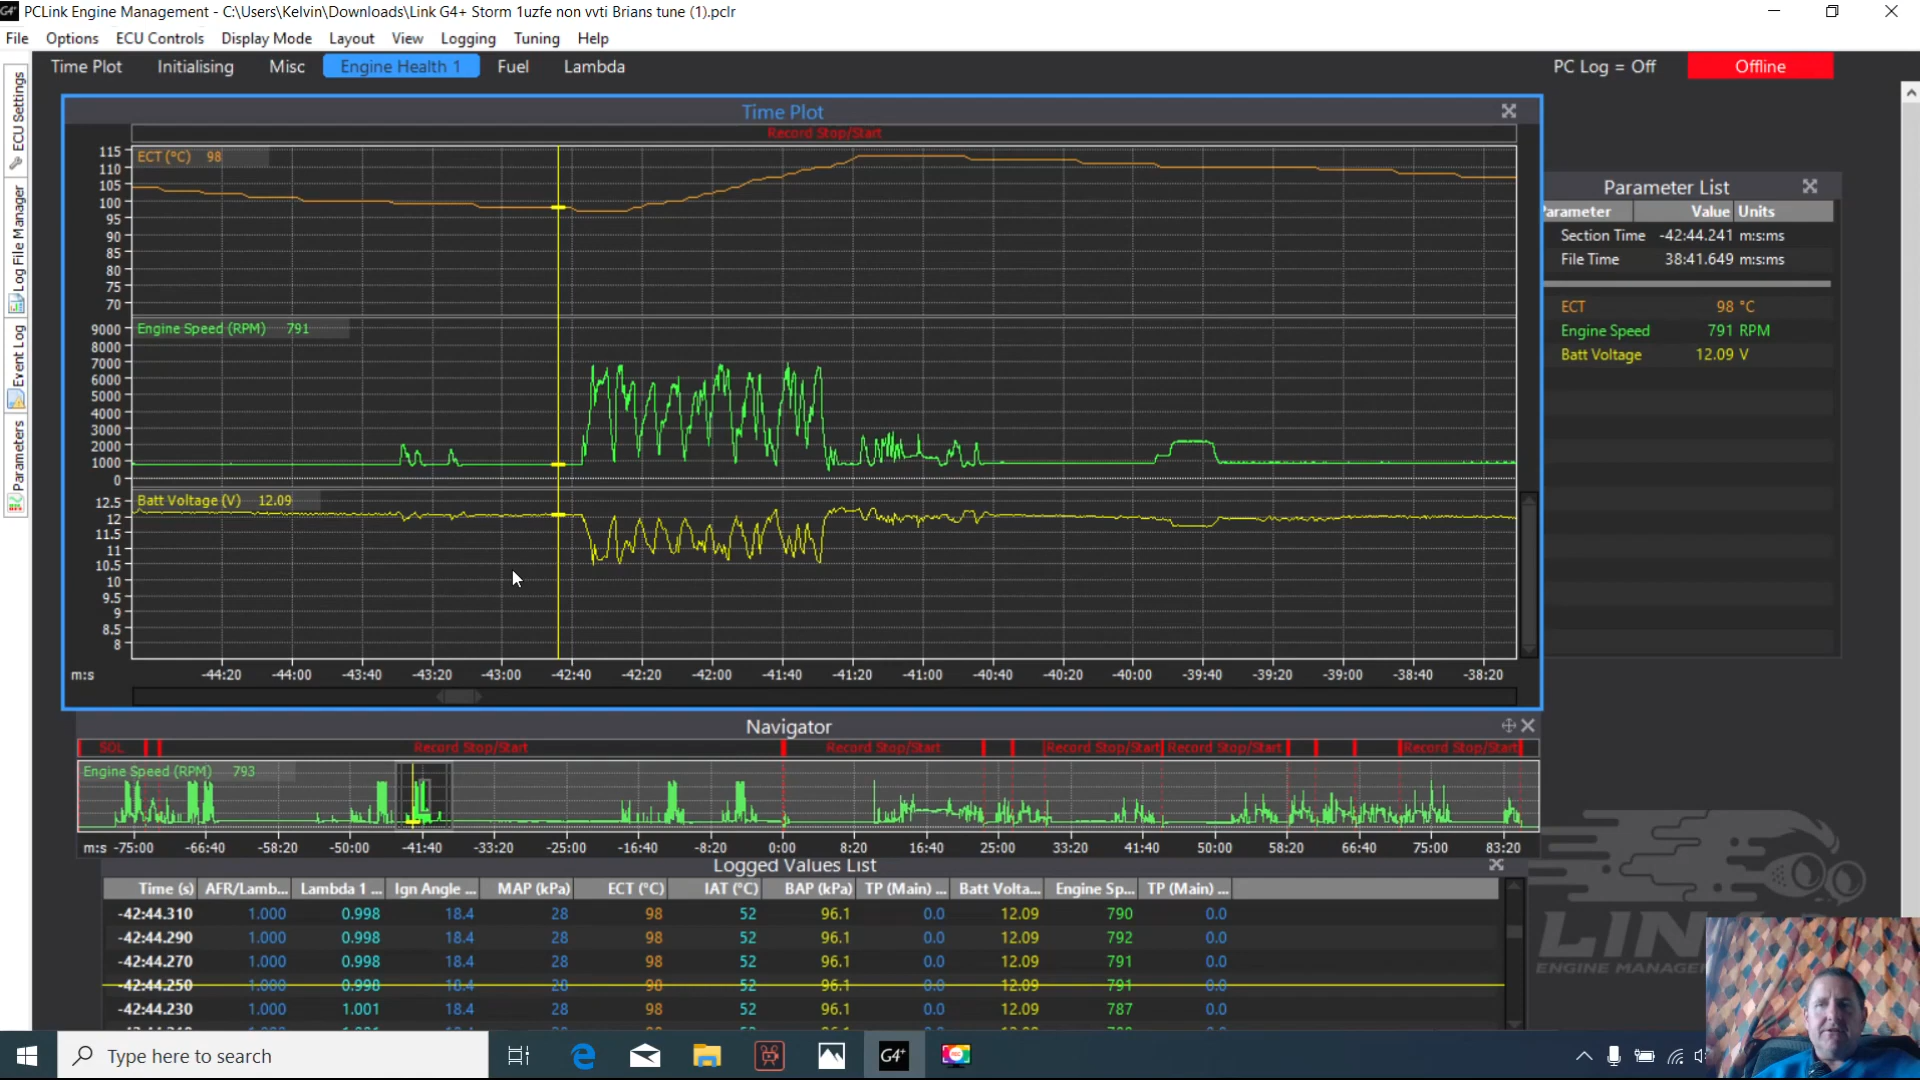 G4+ PCLink Engine Management - C:\Users\Kelvin\Downloads\Link G4+ Storm 1uzfe non vvti Brians tune (1).pclr
File Options ECU Controls Display Mode Layout View Logging Tuning Help
Time Plot Initialising Misc Engine Health 1 Fuel Lambda PC Log = Off Offline
ECU Settings
Log File Manager
Event Log
Parameters
Time Plot
Record Stop/Start
ECT (°C) 98
115
110
105
100
95
90
85
80
75
70
Engine Speed (RPM) 791
9000
8000
7000
6000
5000
4000
3000
2000
1000
0
Batt Voltage (V) 12.09
12.5
12
11.5
11
10.5
10
9.5
9
8.5
8
m:s -44:20 -44:00 -43:40 -43:20 -43:00 -42:40 -42:20 -42:00 -41:40 -41:20 -41:00 -40:40 -40:20 -40:00 -39:40 -39:20 -39:00 -38:40 -38:20
Parameter List
Parameter Value Units
Section Time -42:44.241 m:s:ms
File Time 38:41.649 m:s:ms
ECT 98 °C
Engine Speed 791 RPM
Batt Voltage 12.09 V
Navigator
SOL Record Stop/Start Record Stop/Start Record Stop/Start Record Stop/Start Record Stop/Start
Engine Speed (RPM) 793
m:s -75:00 -66:40 -58:20 -50:00 -41:40 -33:20 -25:00 -16:40 -8:20 0:00 8:20 16:40 25:00 33:20 41:40 50:00 58:20 66:40 75:00 83:20
Logged Values List
Time (s) AFR/Lamb... Lambda 1 ... Ign Angle ... MAP (kPa) ECT (°C) IAT (°C) BAP (kPa) TP (Main) ... Batt Volta... Engine Sp... TP (Main) ...
-42:44.310 1.000 0.998 18.4 28 98 52 96.1 0.0 12.09 790 0.0
-42:44.290 1.000 0.998 18.4 28 98 52 96.1 0.0 12.09 792 0.0
-42:44.270 1.000 0.998 18.4 28 98 52 96.1 0.0 12.09 791 0.0
-42:44.250 1.000 0.998 18.4 28 98 52 96.1 0.0 12.09 791 0.0
-42:44.230 1.000 1.001 18.4 28 98 52 96.1 0.0 12.09 787 0.0
LIN
ENGINE MANAGEM
Type here to search
G4+